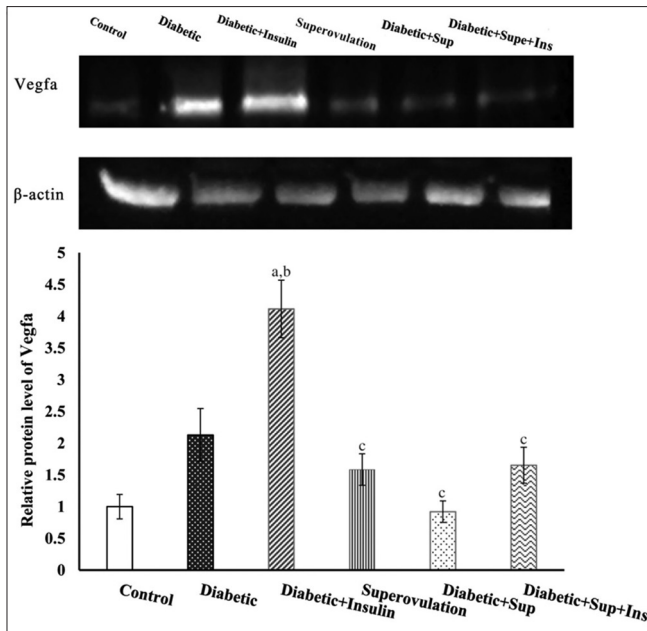 Control Diabetic Diabetic+Insulin Superovulation Diabetic+Sup Diabetic+Supe+Ins
Vegfa
β-actin
Relative protein level of Vegfa
5
4.5
4
3.5
3
2.5
2
1.5
1
0.5
0
a,b
c
c
c
Control Diabetic Diabetic+Insulin Superovulation Diabetic+Sup Diabetic+Sup+Ins